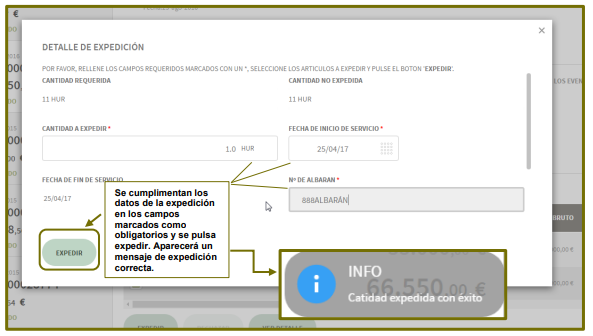 DETALLE DE EXPEDICIÓN
×
POR FAVOR, RELLENE LOS CAMPOS REQUERIDOS MARCADOS CON UN *, SELECCIONE LOS ARTICULOS A EXPEDIR Y PULSE EL BOTON 'EXPEDIR'.
CANTIDAD REQUERIDA
CANTIDAD NO EXPEDIDA
11 HUR
11 HUR
CANTIDAD A EXPEDIR *
FECHA DE INICIO DE SERVICIO *
1.0 HUR
25/04/17
FECHA DE FIN DE SERVICIO
Nº DE ALBARAN *
25/04/17
888ALBARÁN
Se cumplimentan los
datos de la expedición
en los campos
marcados como
obligatorios y se pulsa
expedir. Aparecerá un
mensaje de expedición
correcta.
EXPEDIR
BRUTO
INFO
66.550,00 €
Catidad expedida con éxito
VER DETALLE